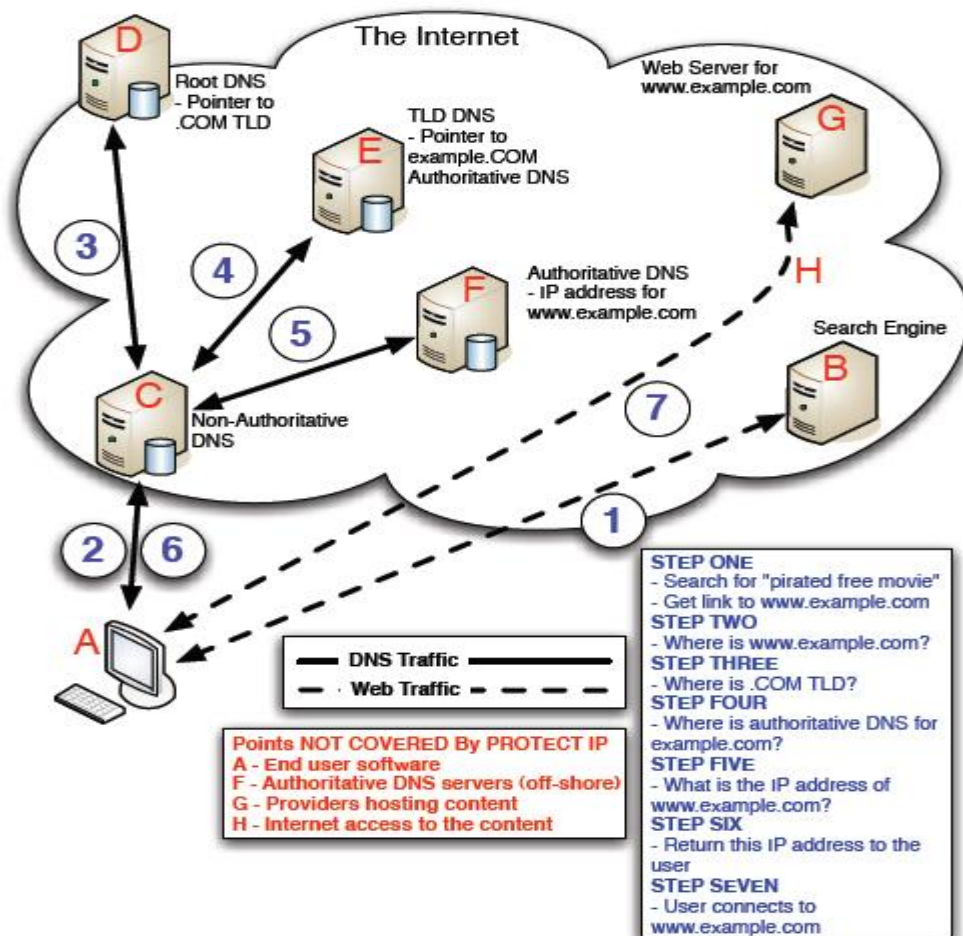 The Internet
D
Root DNS
- Pointer to
.COM TLD
TLD DNS
- Pointer to
example.COM
Authoritative DNS
E
Web Server for
www.example.com
G
3
4
5
Authoritative DNS
- IP address for
www.example.com
F
H
Search Engine
B
C
Non-Authoritative
DNS
7
1
2
6
A
DNS Traffic
Web Traffic
Points NOT COVERED By PROTECT IP
A - End user software
F - Authoritative DNS servers (off-shore)
G - Providers hosting content
H - Internet access to the content
STEP ONE
- Search for "pirated free movie"
- Get link to www.example.com
STEP TWO
- Where is www.example.com?
STEP THREE
- Where is .COM TLD?
STEP FOUR
- Where is authoritative DNS for
example.com?
STEP FIVE
- What is the IP address of
www.example.com?
STEP SIX
- Return this IP address to the
user
STEP SEVEN
- User connects to
www.example.com